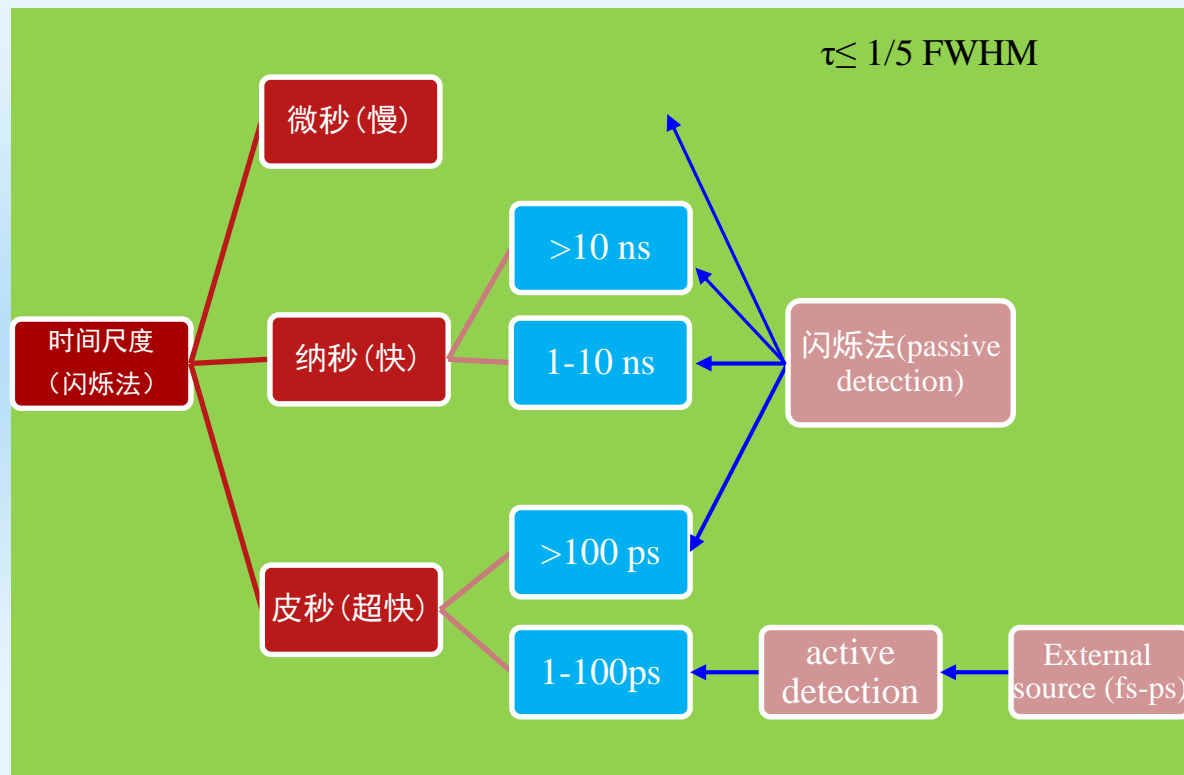 τ≤ 1/5 FWHM
微秒(慢)
>10 ns
时间尺度
（闪烁法）
纳秒(快)
1-10 ns
闪烁法(passive
detection)
>100 ps
皮秒(超快)
1-100ps
active
detection
External
source (fs-ps)